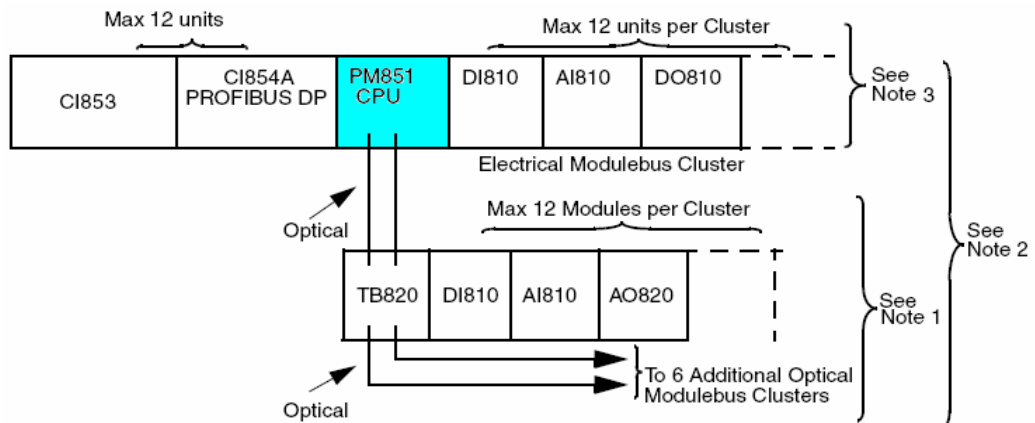 Max 12 units
Max 12 units per Cluster
CI853
CI854A
PROFIBUS DP
PM851
CPU
DI810
AI810
DO810
See
Note 3
Electrical Modulebus Cluster
Optical
Max 12 Modules per Cluster
See
Note 2
TB820
DI810
AI810
AO820
See
Note 1
To 6 Additional Optical
Modulebus Clusters
Optical